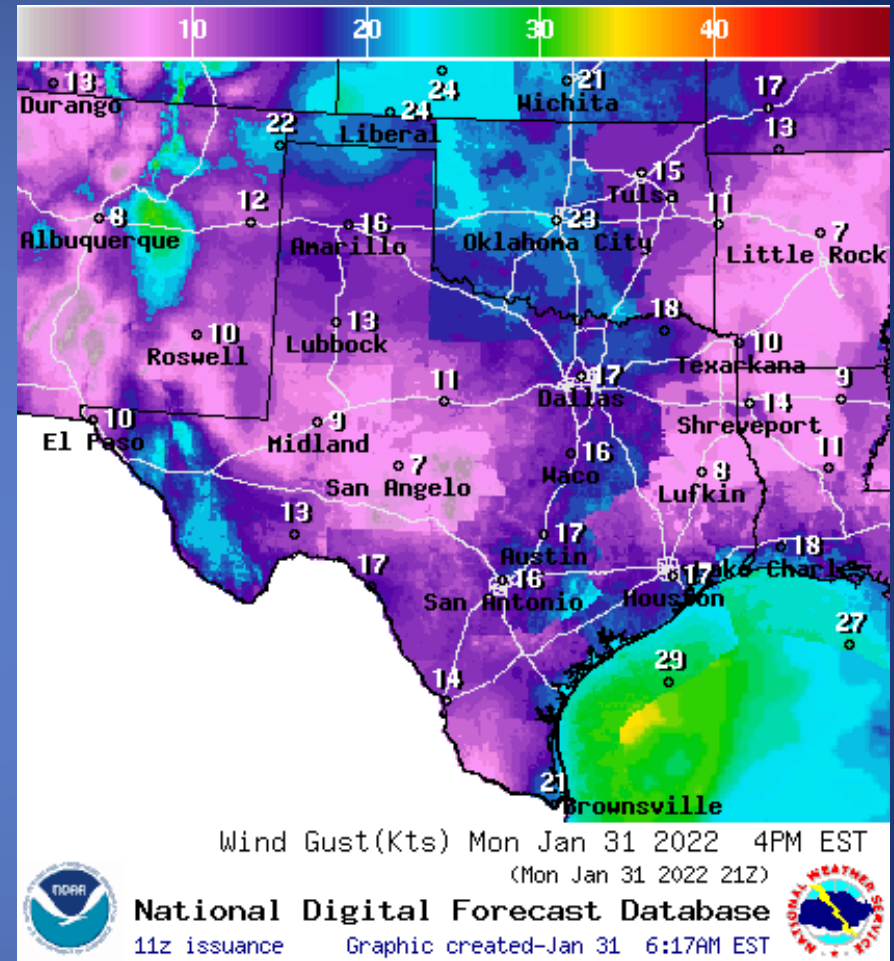 10 20 30 40
13
Durango
24
24
Liberal
21
Wichita
17
13
22
15
Tulsa
8
Albuquerque
12
16
Amarillo
23
Oklahoma City
11
7
Little Rock
10
Roswell
13
Lubbock
18
10
Texarkana
17
Dallas
10
El Paso
9
Midland
11
14
Shreveport
9
7
San Angelo
16
Waco
8
Lufkin
11
13
17
Austin
18
Lake Charles
17
16
San Antonio
17
Houston
27
29
14
21
Brownsville
Wind Gust(Kts) Mon Jan 31 2022 4PM EST
(Mon Jan 31 2022 21Z)
National Digital Forecast Database
11z issuance Graphic created-Jan 31 6:17AM EST
NOAA
NATIONAL WEATHER SERVICE